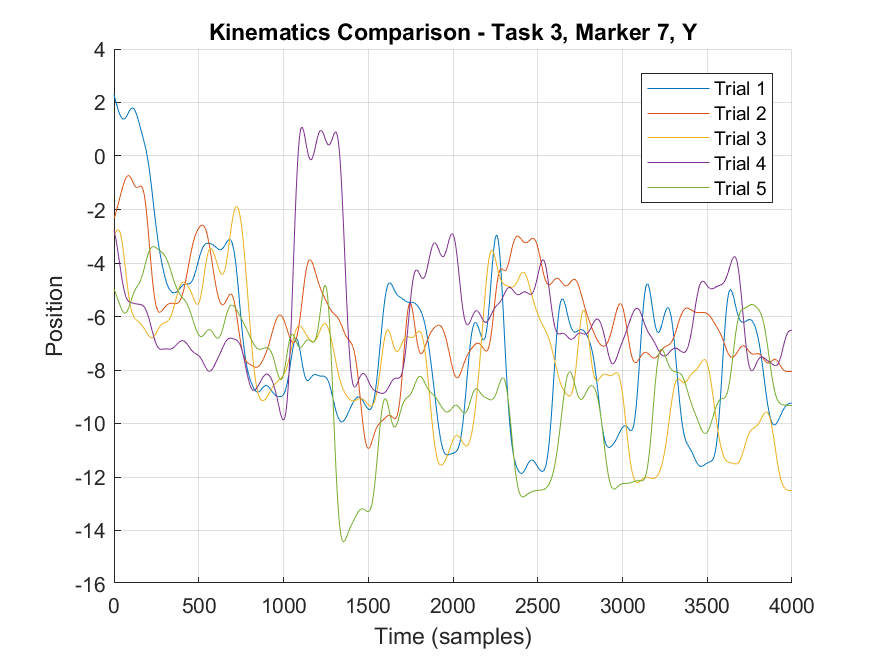 Kinematics Comparison - Task 3, Marker 7, Y
4
2
0
-2
-4
-6
-8
-10
-12
-14
-16
Position
Trial 1
Trial 2
Trial 3
Trial 4
Trial 5
0 500 1000 1500 2000 2500 3000 3500 4000
Time (samples)